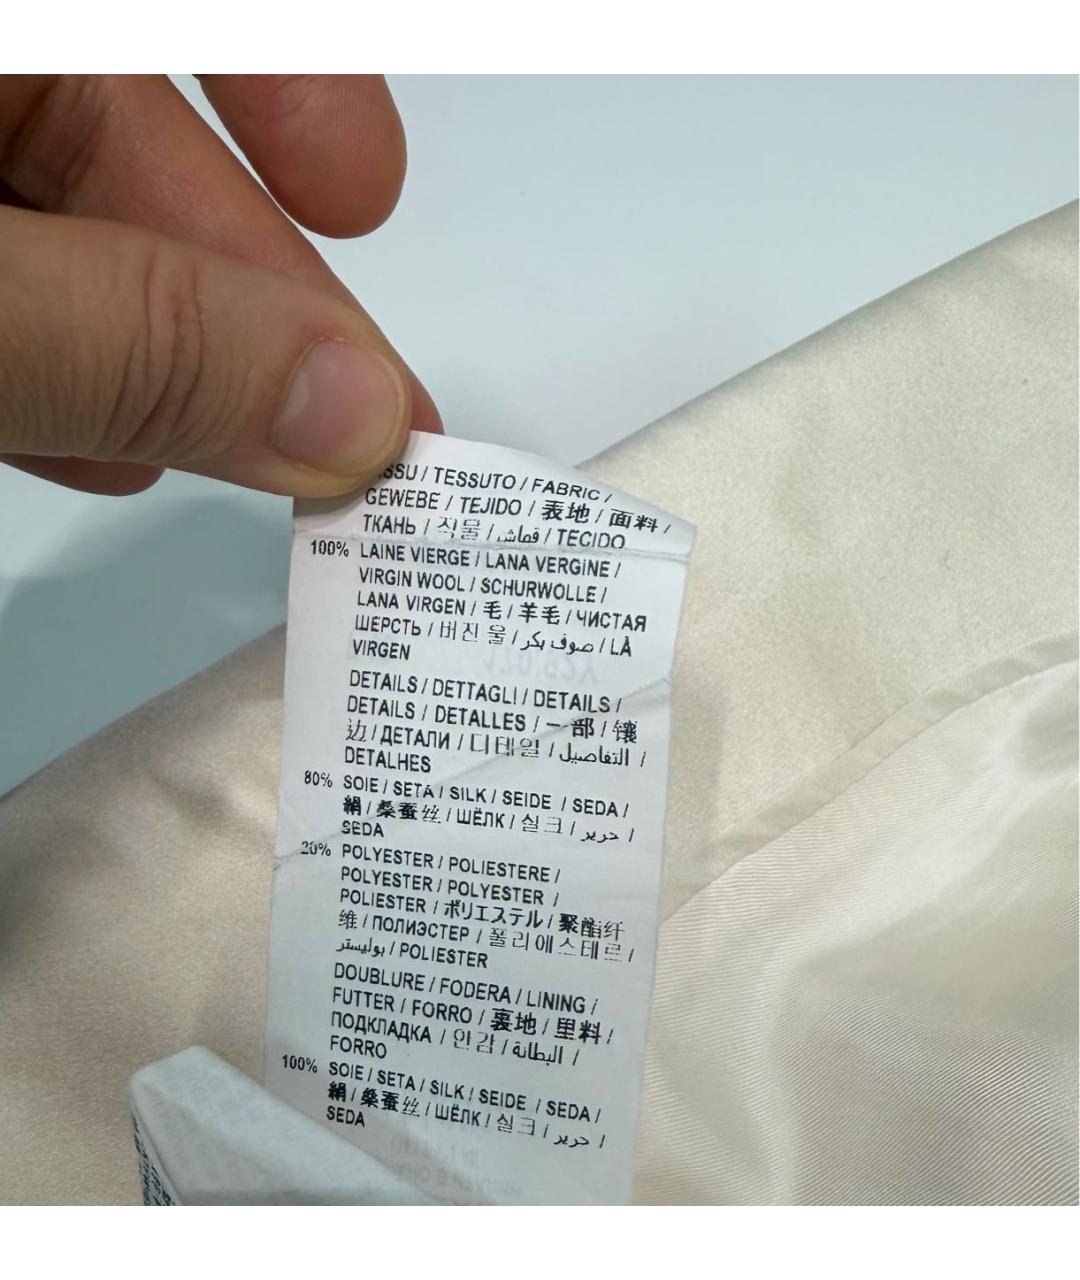 TESSUTO / FABRIC /
GEWEBE / TEJIDO / 表地 / 面料 /
ТКАНЬ / 직물 / قماش / TECIDO
100% LAINE VIERGE / LANA VERGINE /
VIRGIN WOOL / SCHURWOLLE /
LANA VIRGEN / 毛 / 羊毛 / ЧИСТАЯ
ШЕРСТЬ / 버진 울 / صوف بكر / LÃ
VIRGEN
DETAILS / DETTAGLI / DETAILS /
DETAILS / DETALLES / 一部 / 镶
边 / ДЕТАЛИ / 디테일 / التفاصيل /
DETALHES
80% SOIE / SETA / SILK / SEIDE / SEDA /
絹 / 桑蚕丝 / ШЁЛК / 실크 / حرير /
SEDA
20% POLYESTER / POLIESTERE /
POLYESTER / POLYESTER /
POLIESTER / ポリエステル / 聚酯纤
维 / ПОЛИЭСТЕР / 폴리에스테르 /
بوليستر / POLIESTER
DOUBLURE / FODERA / LINING /
FUTTER / FORRO / 裏地 / 里料 /
ПОДКЛАДКА / 안감 / البطانة /
FORRO
100% SOIE / SETA / SILK / SEIDE / SEDA /
絹 / 桑蚕丝 / ШЁЛК / 실크 / حرير /
SEDA